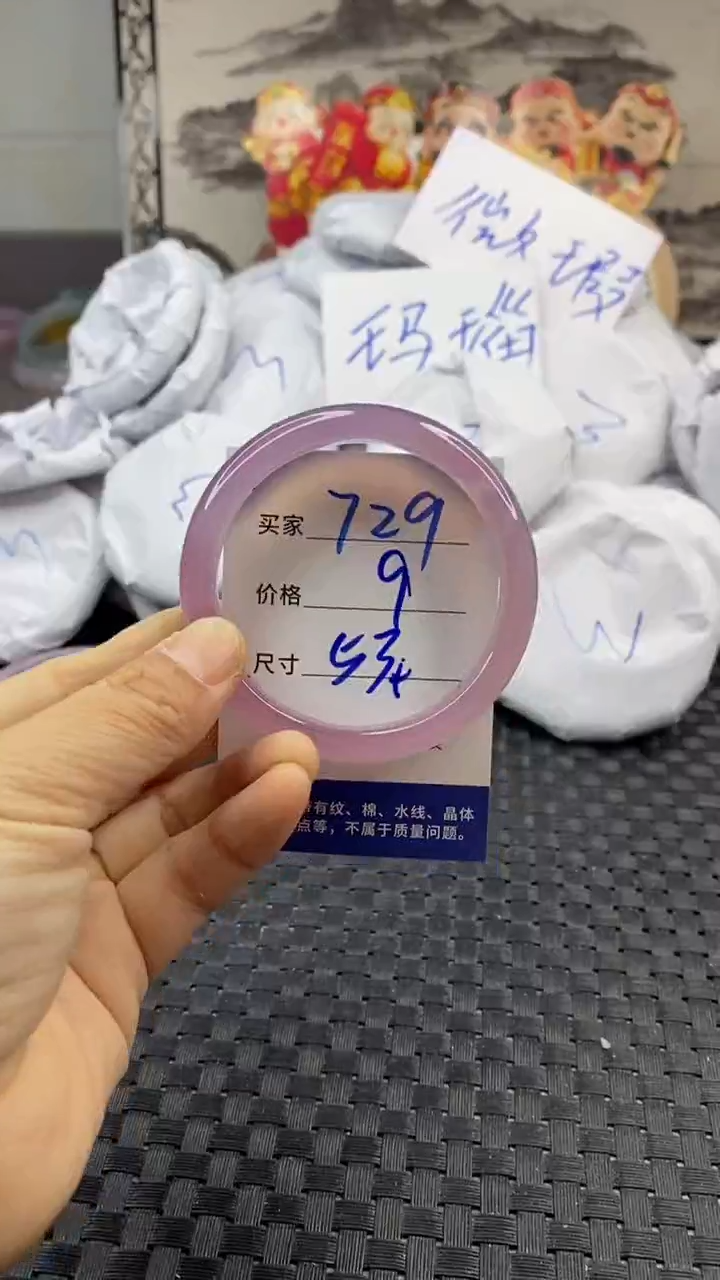 微瑕
玛瑙
买家 729
价格 9
尺寸 53
有纹、棉、水线、晶体
点等，不属于质量问题。